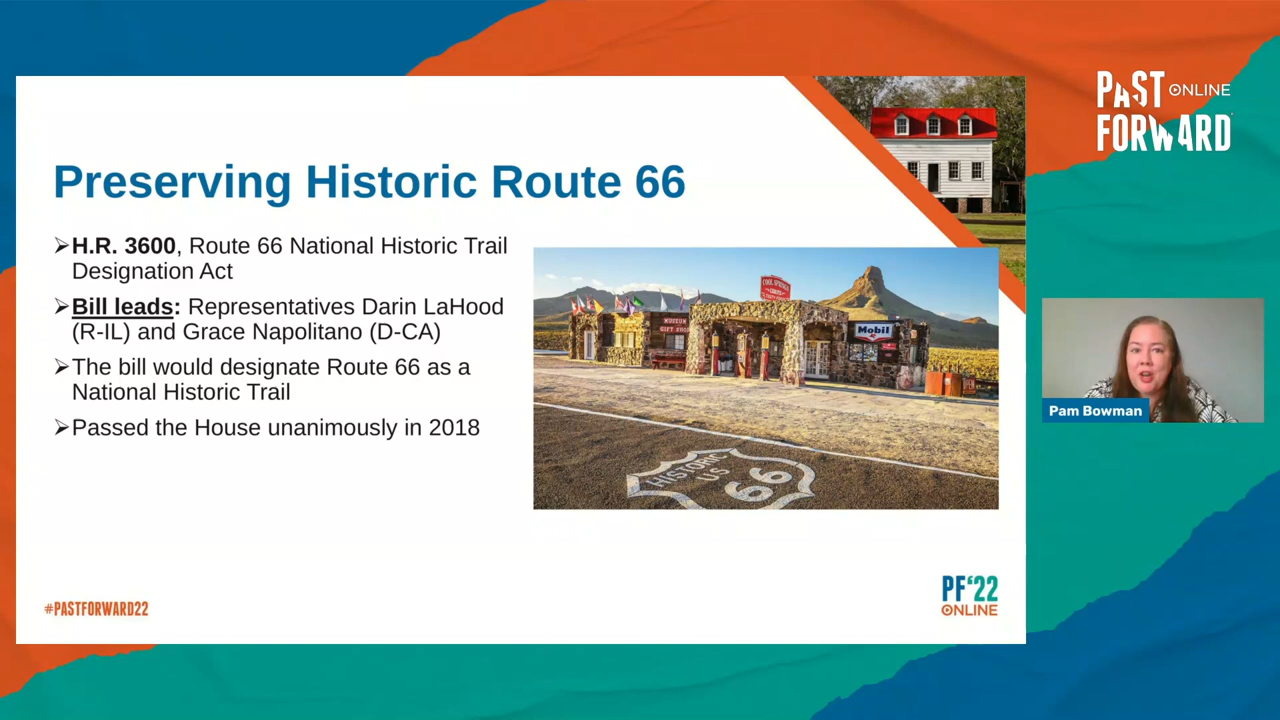 PAST ONLINE
FORWARD
Preserving Historic Route 66
➢H.R. 3600, Route 66 National Historic Trail
Designation Act
➢Bill leads: Representatives Darin LaHood
(R-IL) and Grace Napolitano (D-CA)
➢The bill would designate Route 66 as a
National Historic Trail
➢Passed the House unanimously in 2018
COOL SPRINGS
MUSEUM
GIFT SHOP
Mobil
HISTORIC
US
66
Pam Bowman
#PASTFORWARD22
PF'22
ONLINE